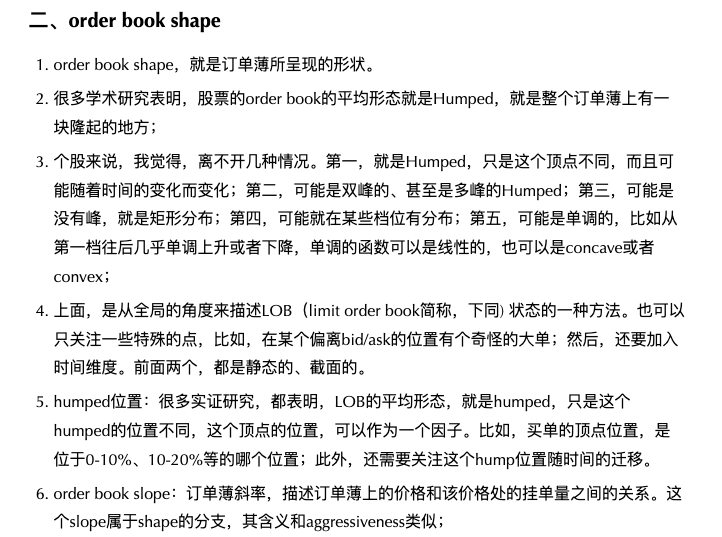 二、order book shape
1. order book shape，就是订单薄所呈现的形状。
2. 很多学术研究表明，股票的order book的平均形态就是Humped，就是整个订单薄上有一
块隆起的地方；
3. 个股来说，我觉得，离不开几种情况。第一，就是Humped，只是这个顶点不同，而且可
能随着时间的变化而变化；第二，可能是双峰的、甚至是多峰的Humped；第三，可能是
没有峰，就是矩形分布；第四，可能就在某些档位有分布；第五，可能是单调的，比如从
第一档往后几乎单调上升或者下降，单调的函数可以是线性的，也可以是concave或者
convex；
4. 上面，是从全局的角度来描述LOB（limit order book简称，下同) 状态的一种方法。也可以
只关注一些特殊的点，比如，在某个偏离bid/ask的位置有个奇怪的大单；然后，还要加入
时间维度。前面两个，都是静态的、截面的。
5. humped位置：很多实证研究，都表明，LOB的平均形态，就是humped，只是这个
humped的位置不同，这个顶点的位置，可以作为一个因子。比如，买单的顶点位置，是
位于0-10%、10-20%等的哪个位置；此外，还需要关注这个hump位置随时间的迁移。
6. order book slope：订单薄斜率，描述订单薄上的价格和该价格处的挂单量之间的关系。这
个slope属于shape的分支，其含义和aggressiveness类似；